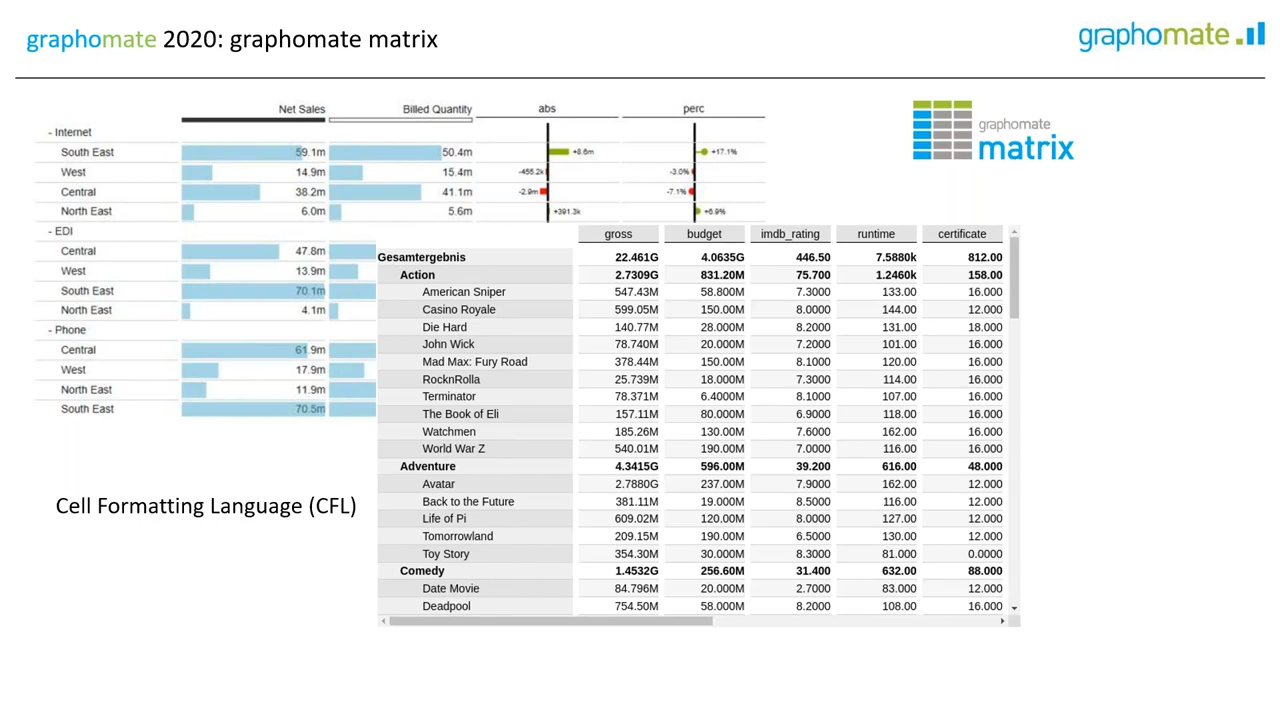 graphomate 2020: graphomate matrix
graphomate
graphomate
matrix
Net Sales Billed Quantity abs perc
- Internet
South East 59.1m 50.4m +8.6m +17.1%
West 14.9m 15.4m -455.2k -3.0%
Central 38.2m 41.1m -2.9m -7.1%
North East 6.0m 5.6m +391.3k +6.9%
- EDI
Central 47.8m
West 13.9m
South East 70.1m
North East 4.1m
- Phone
Central 61.9m
West 17.9m
North East 11.9m
South East 70.5m
gross budget imdb_rating runtime certificate
Gesamtergebnis 22.461G 4.0635G 446.50 7.5880k 812.00
Action 2.7309G 831.20M 75.700 1.2460k 158.00
American Sniper 547.43M 58.800M 7.3000 133.00 16.000
Casino Royale 599.05M 150.00M 8.0000 144.00 12.000
Die Hard 140.77M 28.000M 8.2000 131.00 18.000
John Wick 78.740M 20.000M 7.2000 101.00 16.000
Mad Max: Fury Road 378.44M 150.00M 8.1000 120.00 16.000
RocknRolla 25.739M 18.000M 7.3000 114.00 16.000
Terminator 78.371M 6.4000M 8.1000 107.00 16.000
The Book of Eli 157.11M 80.000M 6.9000 118.00 16.000
Watchmen 185.26M 130.00M 7.6000 162.00 16.000
World War Z 540.01M 190.00M 7.0000 116.00 16.000
Adventure 4.3415G 596.00M 39.200 616.00 48.000
Avatar 2.7880G 237.00M 7.9000 162.00 12.000
Back to the Future 381.11M 19.000M 8.5000 116.00 12.000
Life of Pi 609.02M 120.00M 8.0000 127.00 12.000
Tomorrowland 209.15M 190.00M 6.5000 130.00 12.000
Toy Story 354.30M 30.000M 8.3000 81.000 0.0000
Comedy 1.4532G 256.60M 31.400 632.00 88.000
Date Movie 84.796M 20.000M 2.7000 83.000 12.000
Deadpool 754.50M 58.000M 8.2000 108.00 16.000
Cell Formatting Language (CFL)